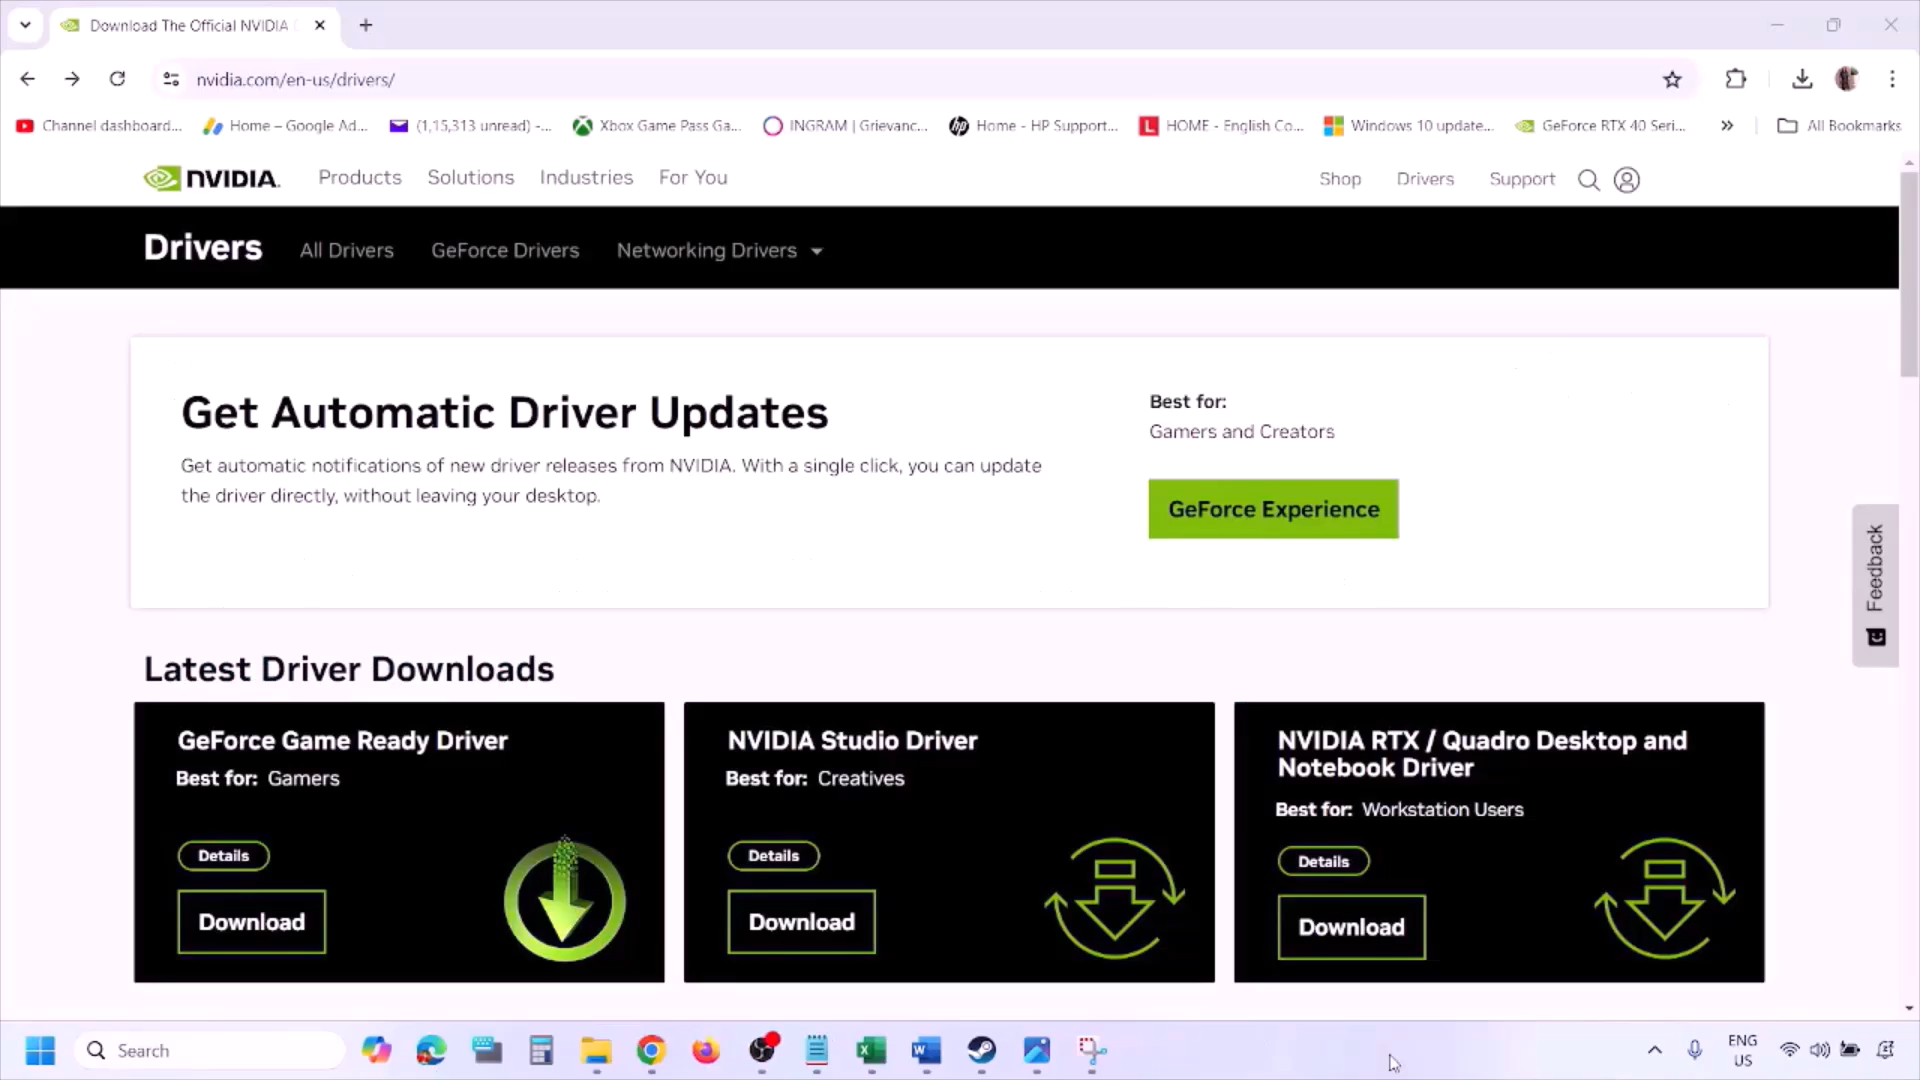 Download The Official NVIDIA
nvidia.com/en-us/drivers/
Channel dashboard...
Home – Google Ad...
(1,15,313 unread) -...
Xbox Game Pass Ga...
INGRAM | Grievanc...
Home - HP Support...
HOME - English Co...
Windows 10 update...
GeForce RTX 40 Seri...
All Bookmarks
NVIDIA.
Products
Solutions
Industries
For You
Shop
Drivers
Support
Drivers
All Drivers
GeForce Drivers
Networking Drivers
Get Automatic Driver Updates
Get automatic notifications of new driver releases from NVIDIA. With a single click, you can update
the driver directly, without leaving your desktop.
Best for:
Gamers and Creators
GeForce Experience
Feedback
Latest Driver Downloads
GeForce Game Ready Driver
Best for: Gamers
Details
Download
NVIDIA Studio Driver
Best for: Creatives
Details
Download
NVIDIA RTX / Quadro Desktop and
Notebook Driver
Best for: Workstation Users
Details
Download
Search
ENG
US